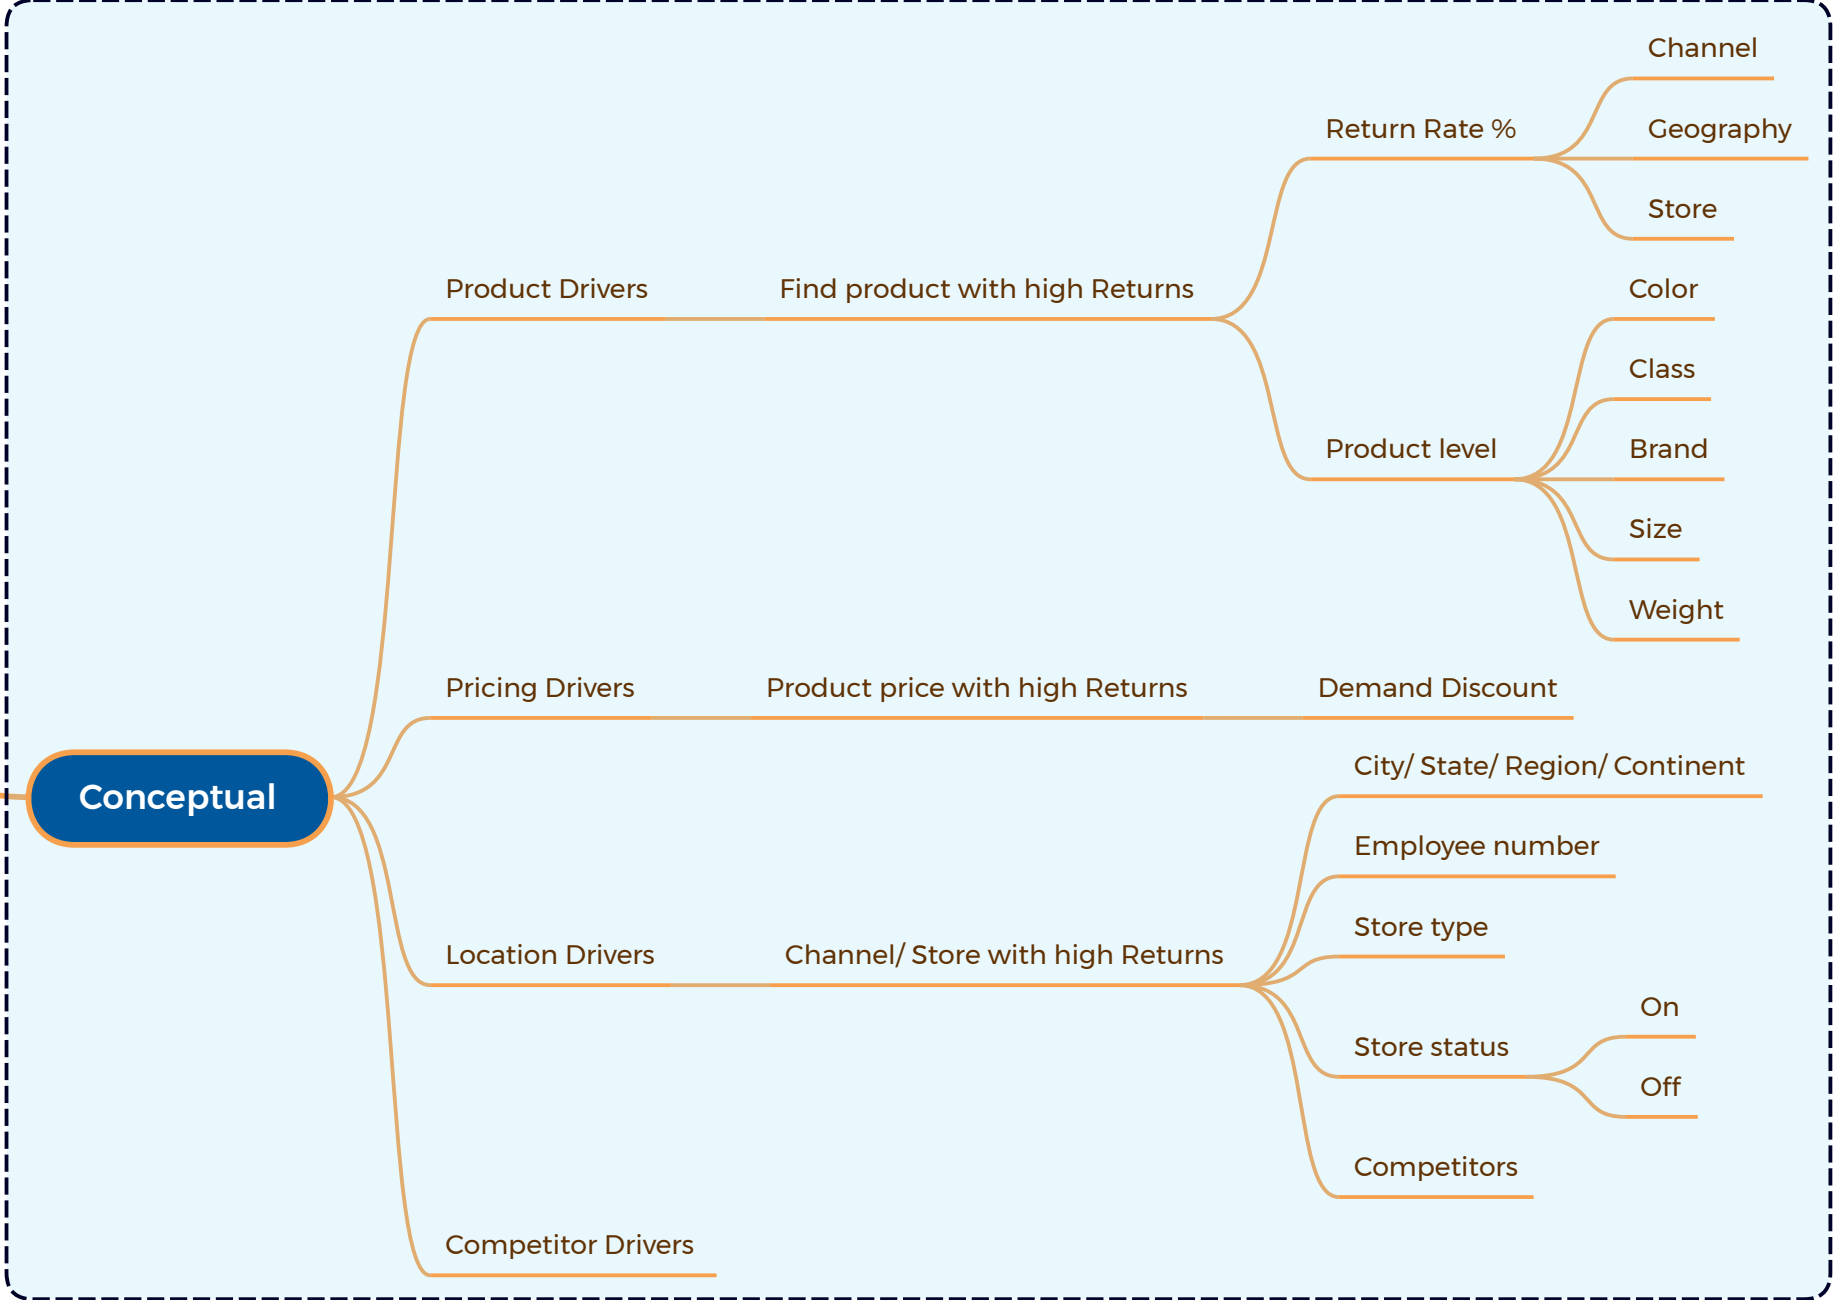 Channel
Return Rate %
Geography
Store
Product Drivers
Find product with high Returns
Color
Class
Product level
Brand
Size
Weight
Pricing Drivers
Product price with high Returns
Demand Discount
Conceptual
City/ State/ Region/ Continent
Employee number
Store type
Location Drivers
Channel/ Store with high Returns
On
Store status
Off
Competitors
Competitor Drivers